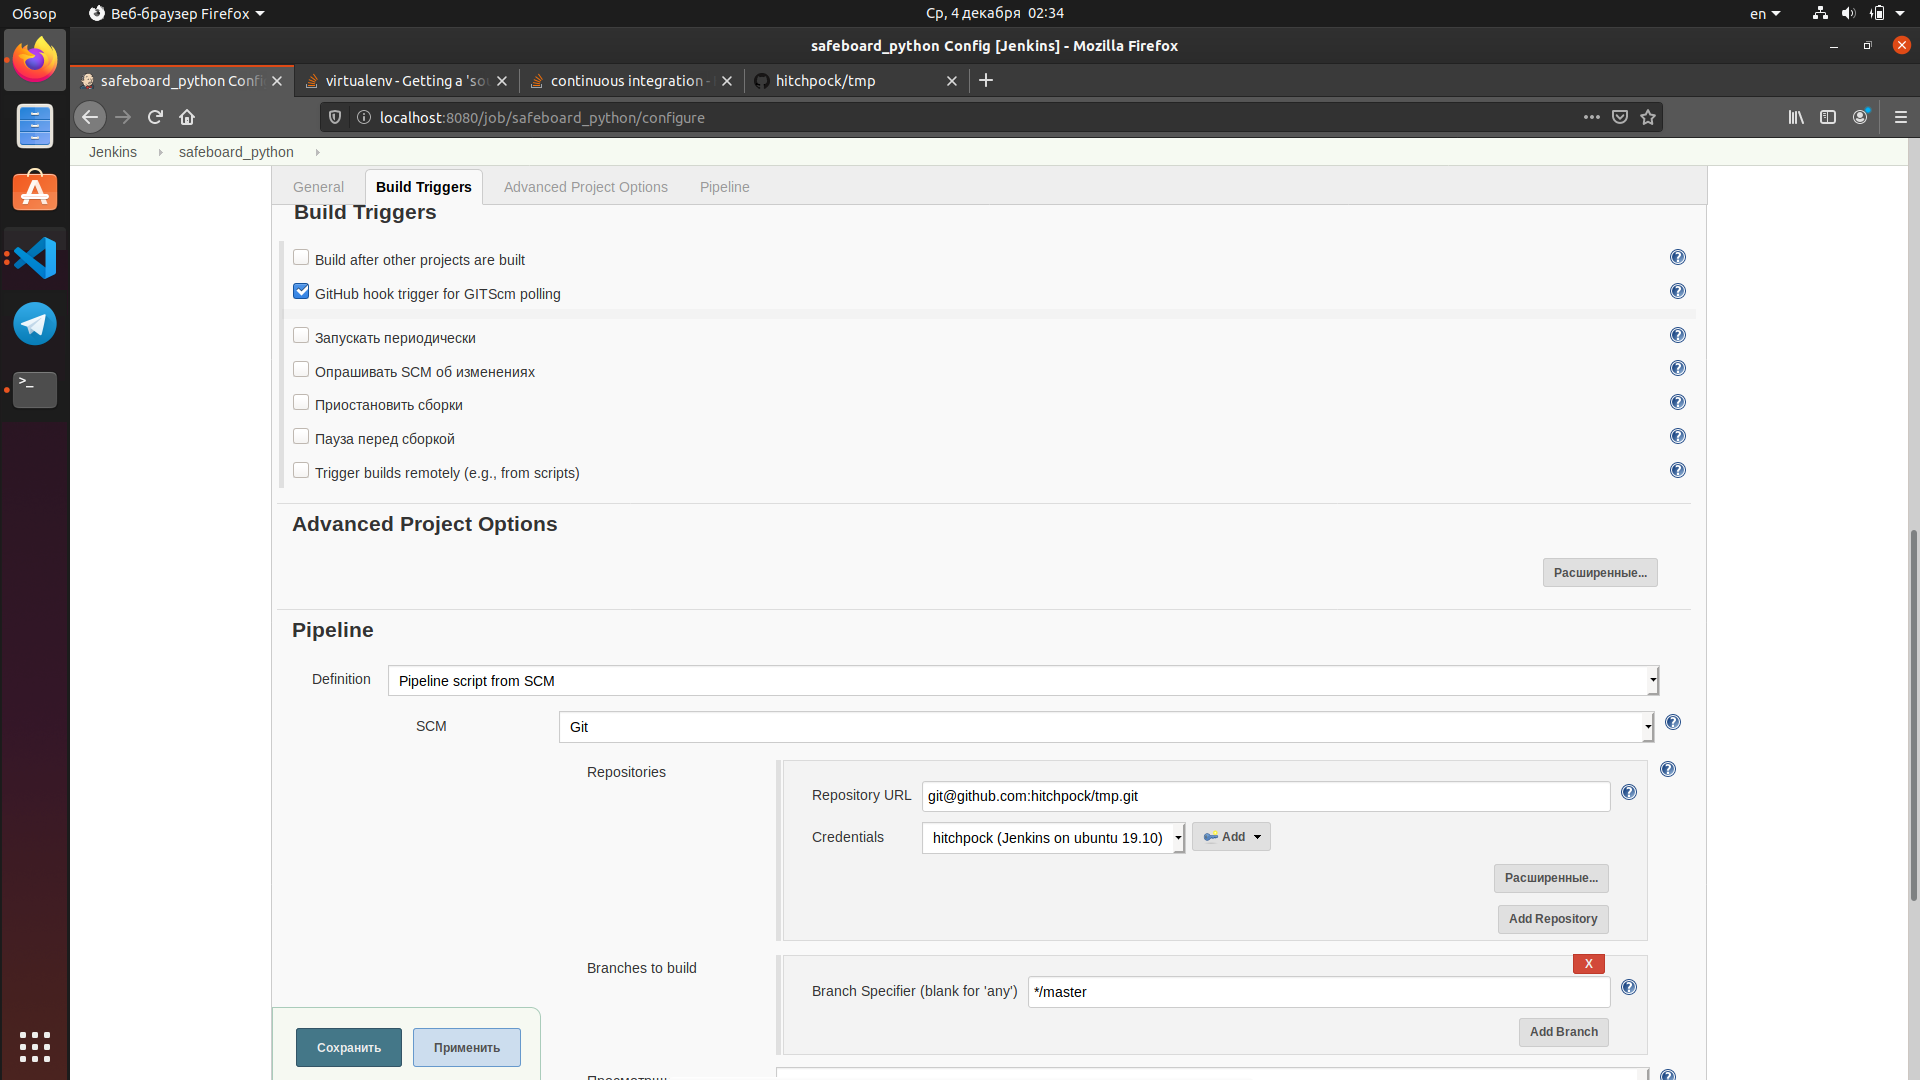 Обзор
Веб-браузер Firefox
Ср, 4 декабря 02:34
en
safeboard_python Config [Jenkins] - Mozilla Firefox
safeboard_python Confi
virtualenv - Getting a 'sou
continuous integration -
hitchpock/tmp
localhost:8080/job/safeboard_python/configure
Jenkins
safeboard_python
General
Build Triggers
Advanced Project Options
Pipeline
Build Triggers
Build after other projects are built
GitHub hook trigger for GITScm polling
Запускать периодически
Опрашивать SCM об изменениях
Приостановить сборки
Пауза перед сборкой
Trigger builds remotely (e.g., from scripts)
Advanced Project Options
Расширенные...
Pipeline
Definition
Pipeline script from SCM
SCM
Git
Repositories
Repository URL
git@github.com:hitchpock/tmp.git
Credentials
hitchpock (Jenkins on ubuntu 19.10)
Add
Расширенные...
Add Repository
Branches to build
X
Branch Specifier (blank for 'any')
*/master
Add Branch
Сохранить
Применить